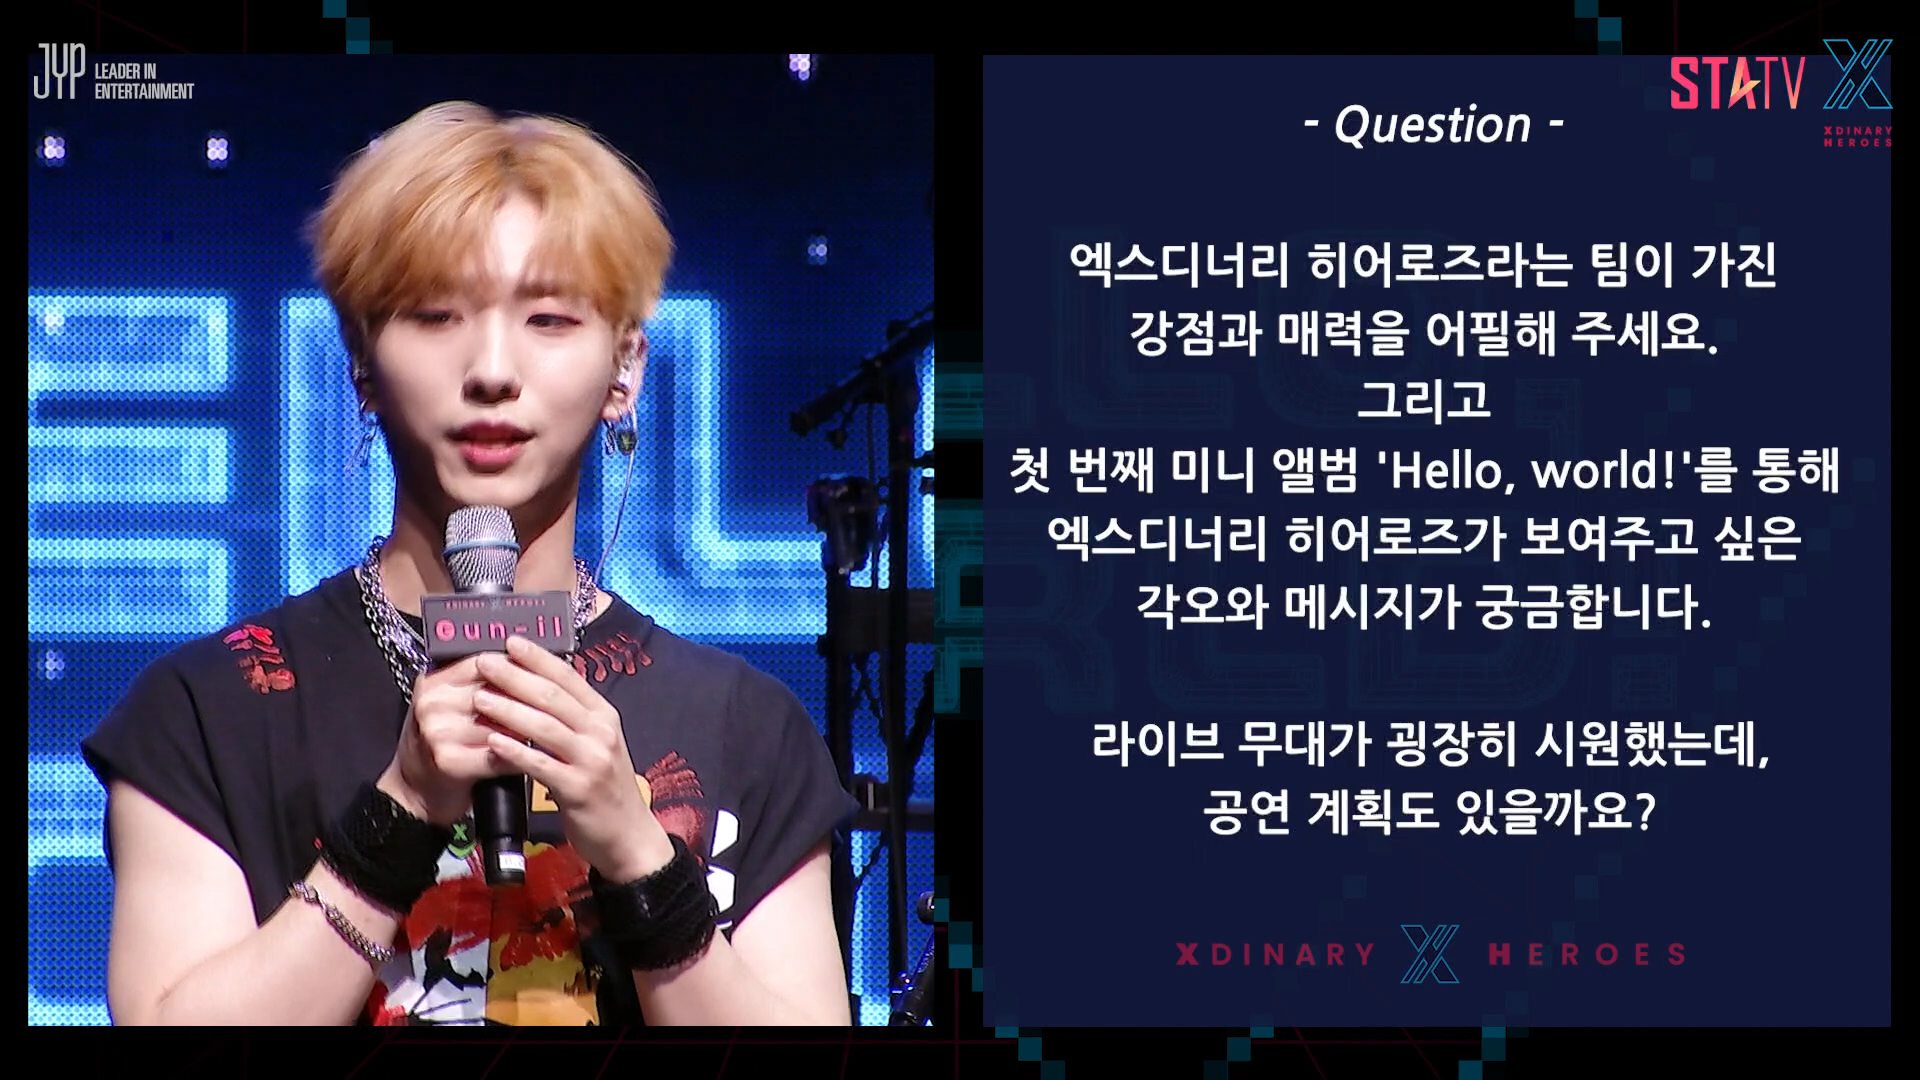 JYP
LEADER IN
ENTERTAINMENT
STATV
XDINARY
HEROES
- Question -
엑스디너리 히어로즈라는 팀이 가진
강점과 매력을 어필해 주세요.
그리고
첫 번째 미니 앨범 'Hello, world!'를 통해
엑스디너리 히어로즈가 보여주고 싶은
각오와 메시지가 궁금합니다.
라이브 무대가 굉장히 시원했는데,
공연 계획도 있을까요?
XDINARY HEROES
XDINARY HEROES
Gun-il